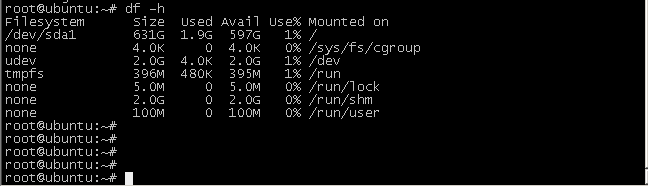 root@ubuntu:~# df -h
Filesystem Size Used Avail Use% Mounted on
/dev/sda1 631G 1.9G 597G 1% /
none 4.0K 0 4.0K 0% /sys/fs/cgroup
udev 2.0G 4.0K 2.0G 1% /dev
tmpfs 396M 480K 395M 1% /run
none 5.0M 0 5.0M 0% /run/lock
none 2.0G 0 2.0G 0% /run/shm
none 100M 0 100M 0% /run/user
root@ubuntu:~#
root@ubuntu:~#
root@ubuntu:~#
root@ubuntu:~#
root@ubuntu:~#